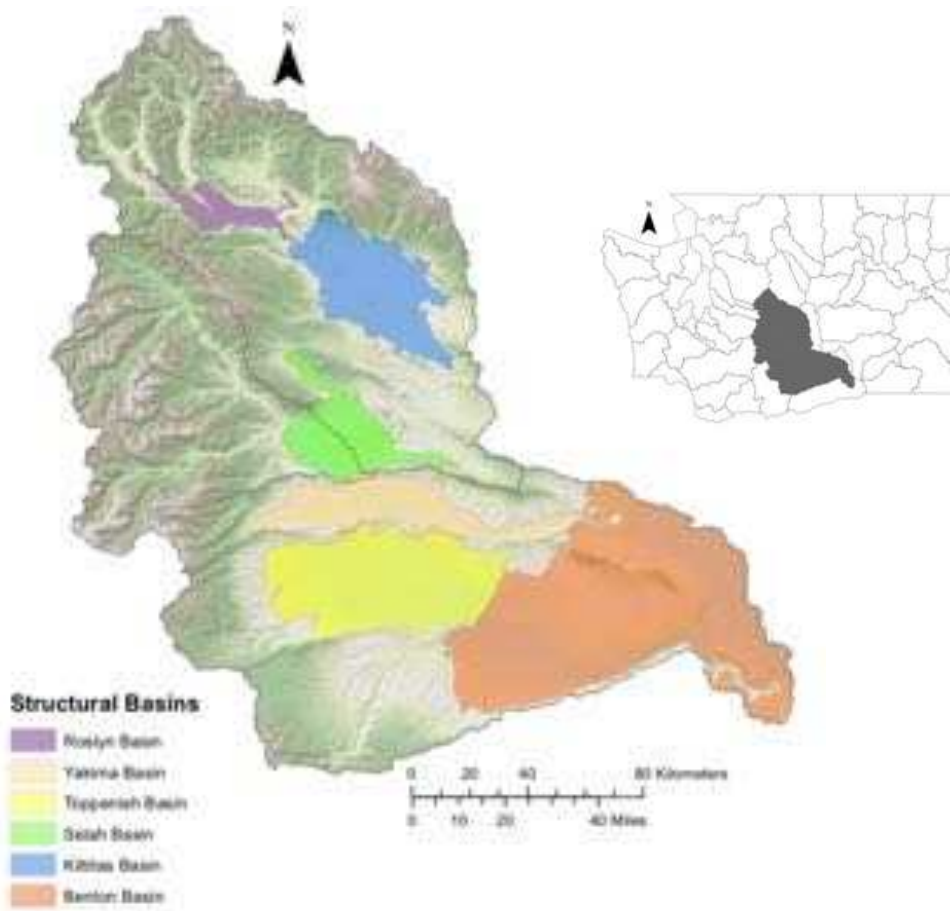 N
N
Structural Basins
Roslyn Basin
Yakima Basin
Toppenish Basin
Selah Basin
Kittitas Basin
Benton Basin
0 20 40 80 Kilometers
0 10 20 40 Miles